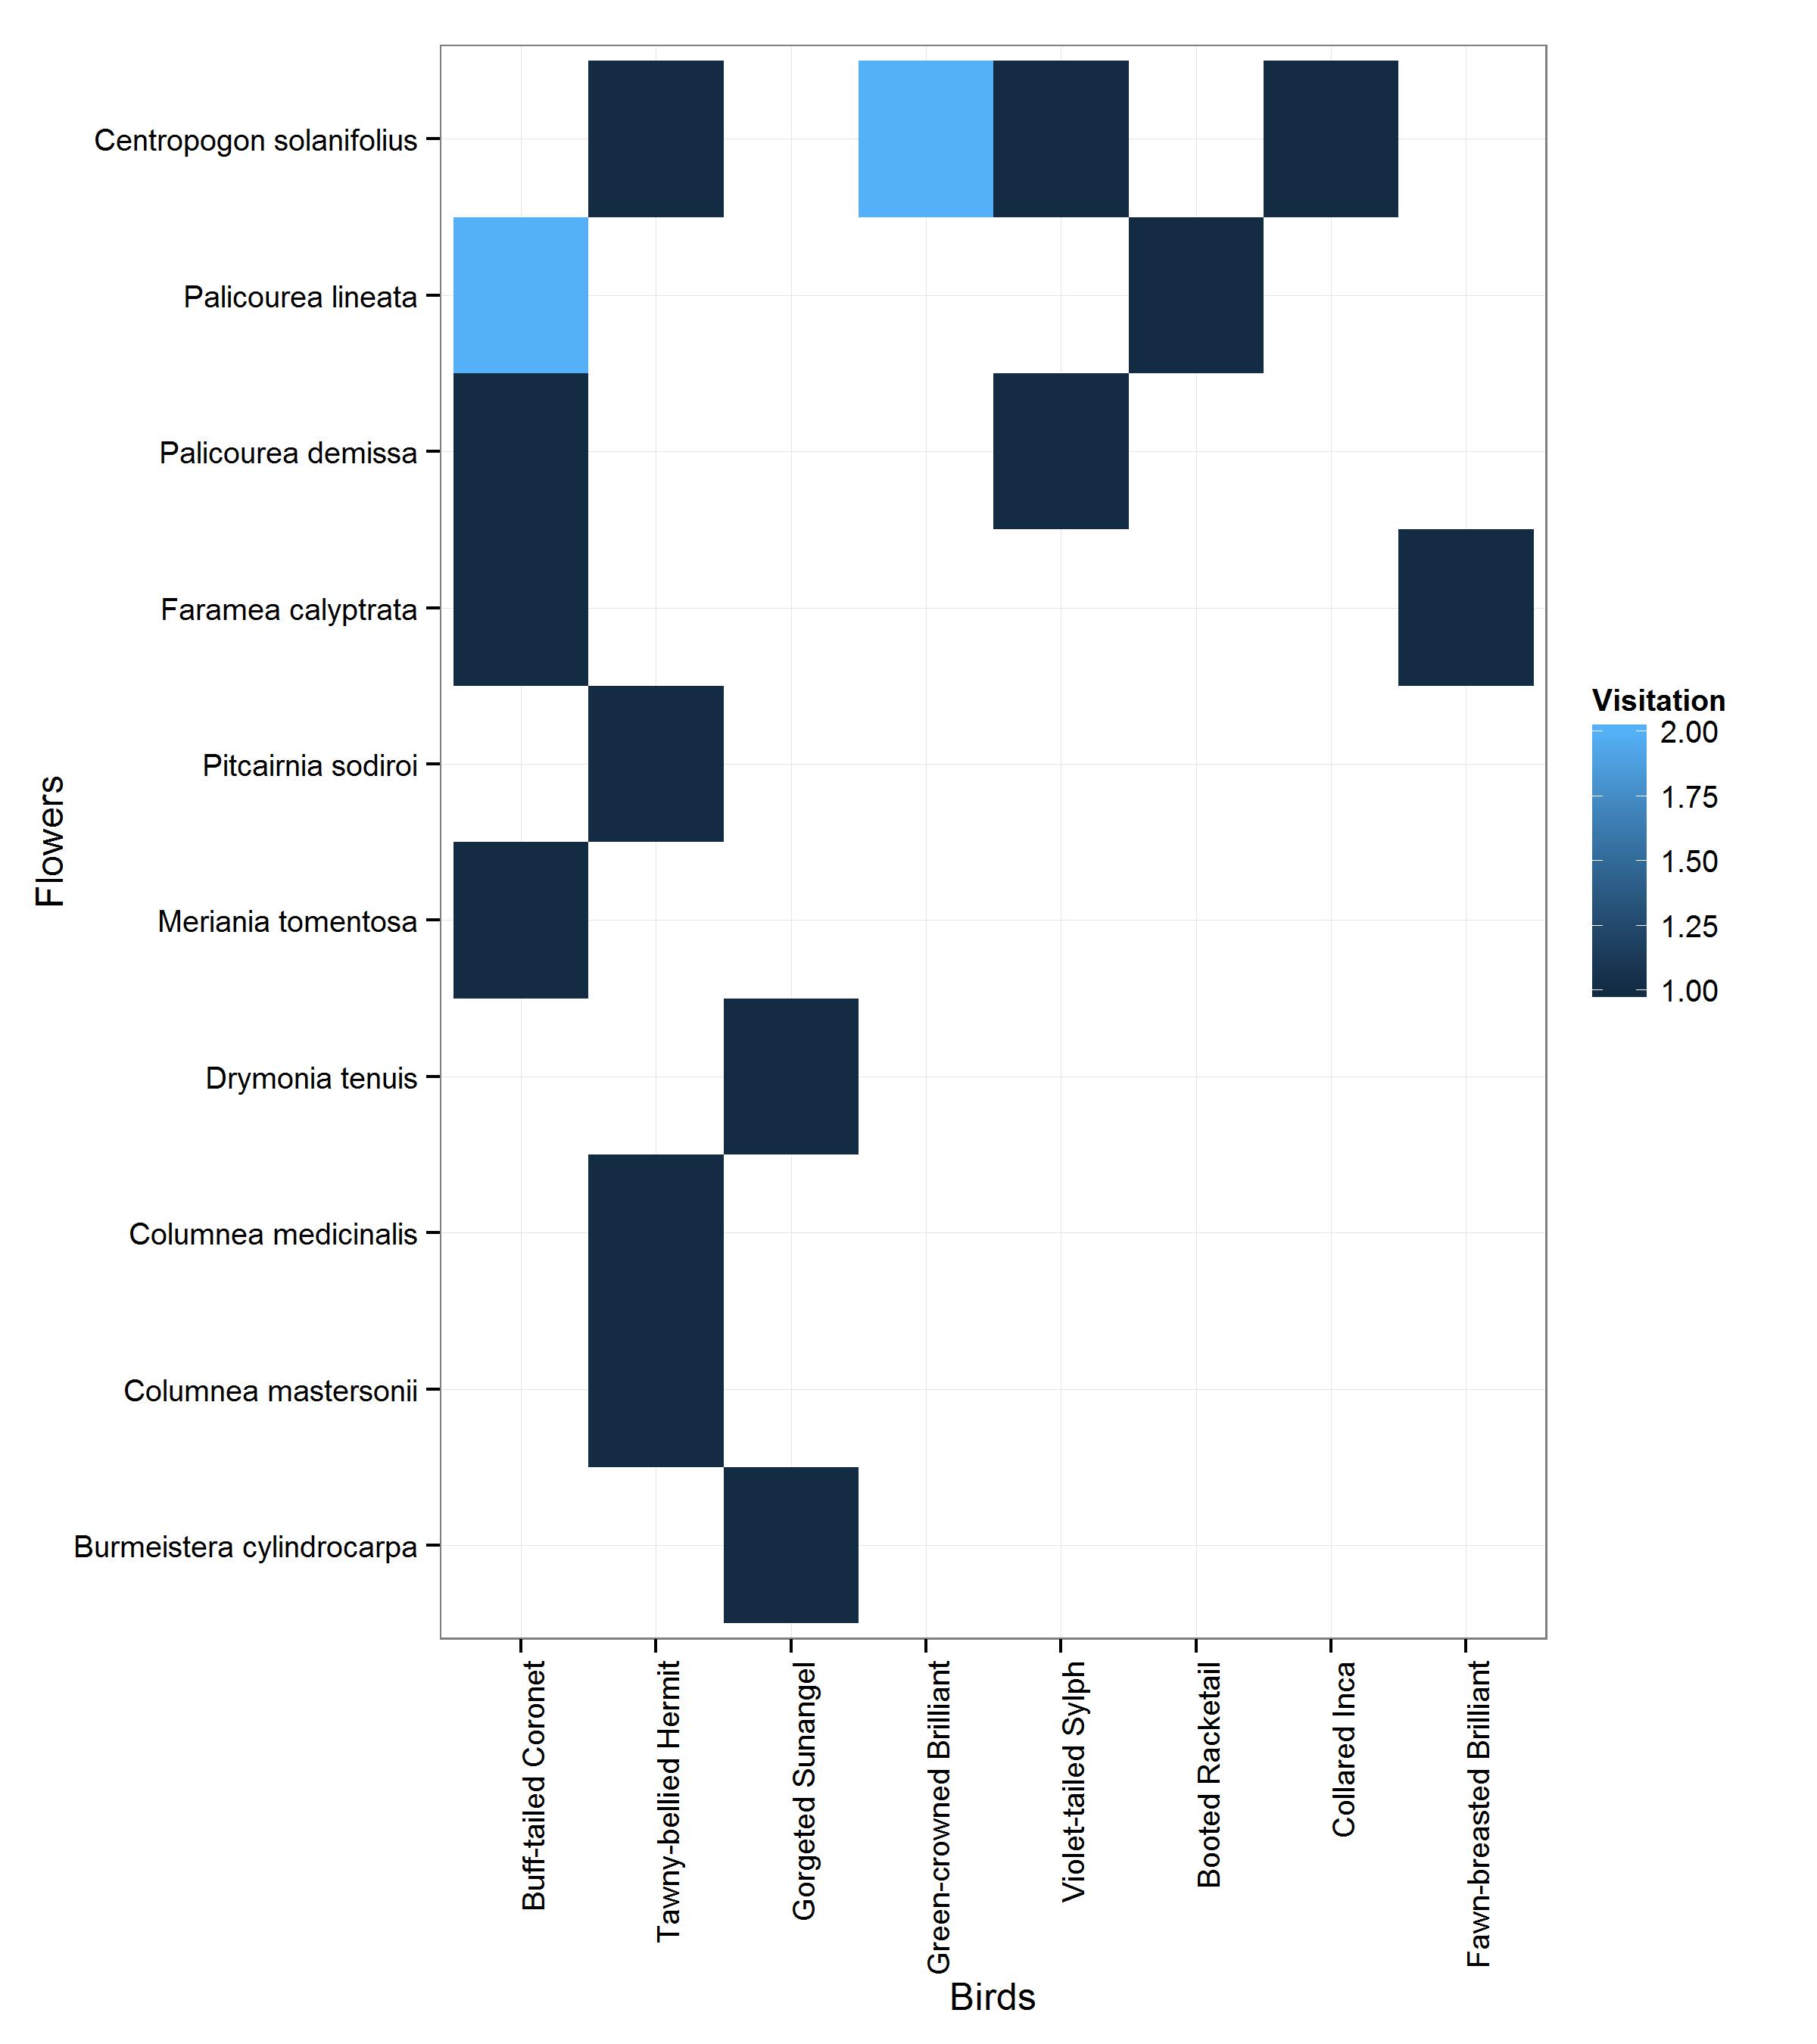 Centropogon solanifolius
Palicourea lineata
Palicourea demissa
Faramea calyptrata
Pitcairnia sodiroi
Meriania tomentosa
Drymonia tenuis
Columnea medicinalis
Columnea mastersonii
Burmeistera cylindrocarpa
Flowers
Visitation
2.00
1.75
1.50
1.25
1.00
Buff-tailed Coronet
Tawny-bellied Hermit
Gorgeted Sunangel
Green-crowned Brilliant
Violet-tailed Sylph
Booted Racketail
Collared Inca
Fawn-breasted Brilliant
Birds